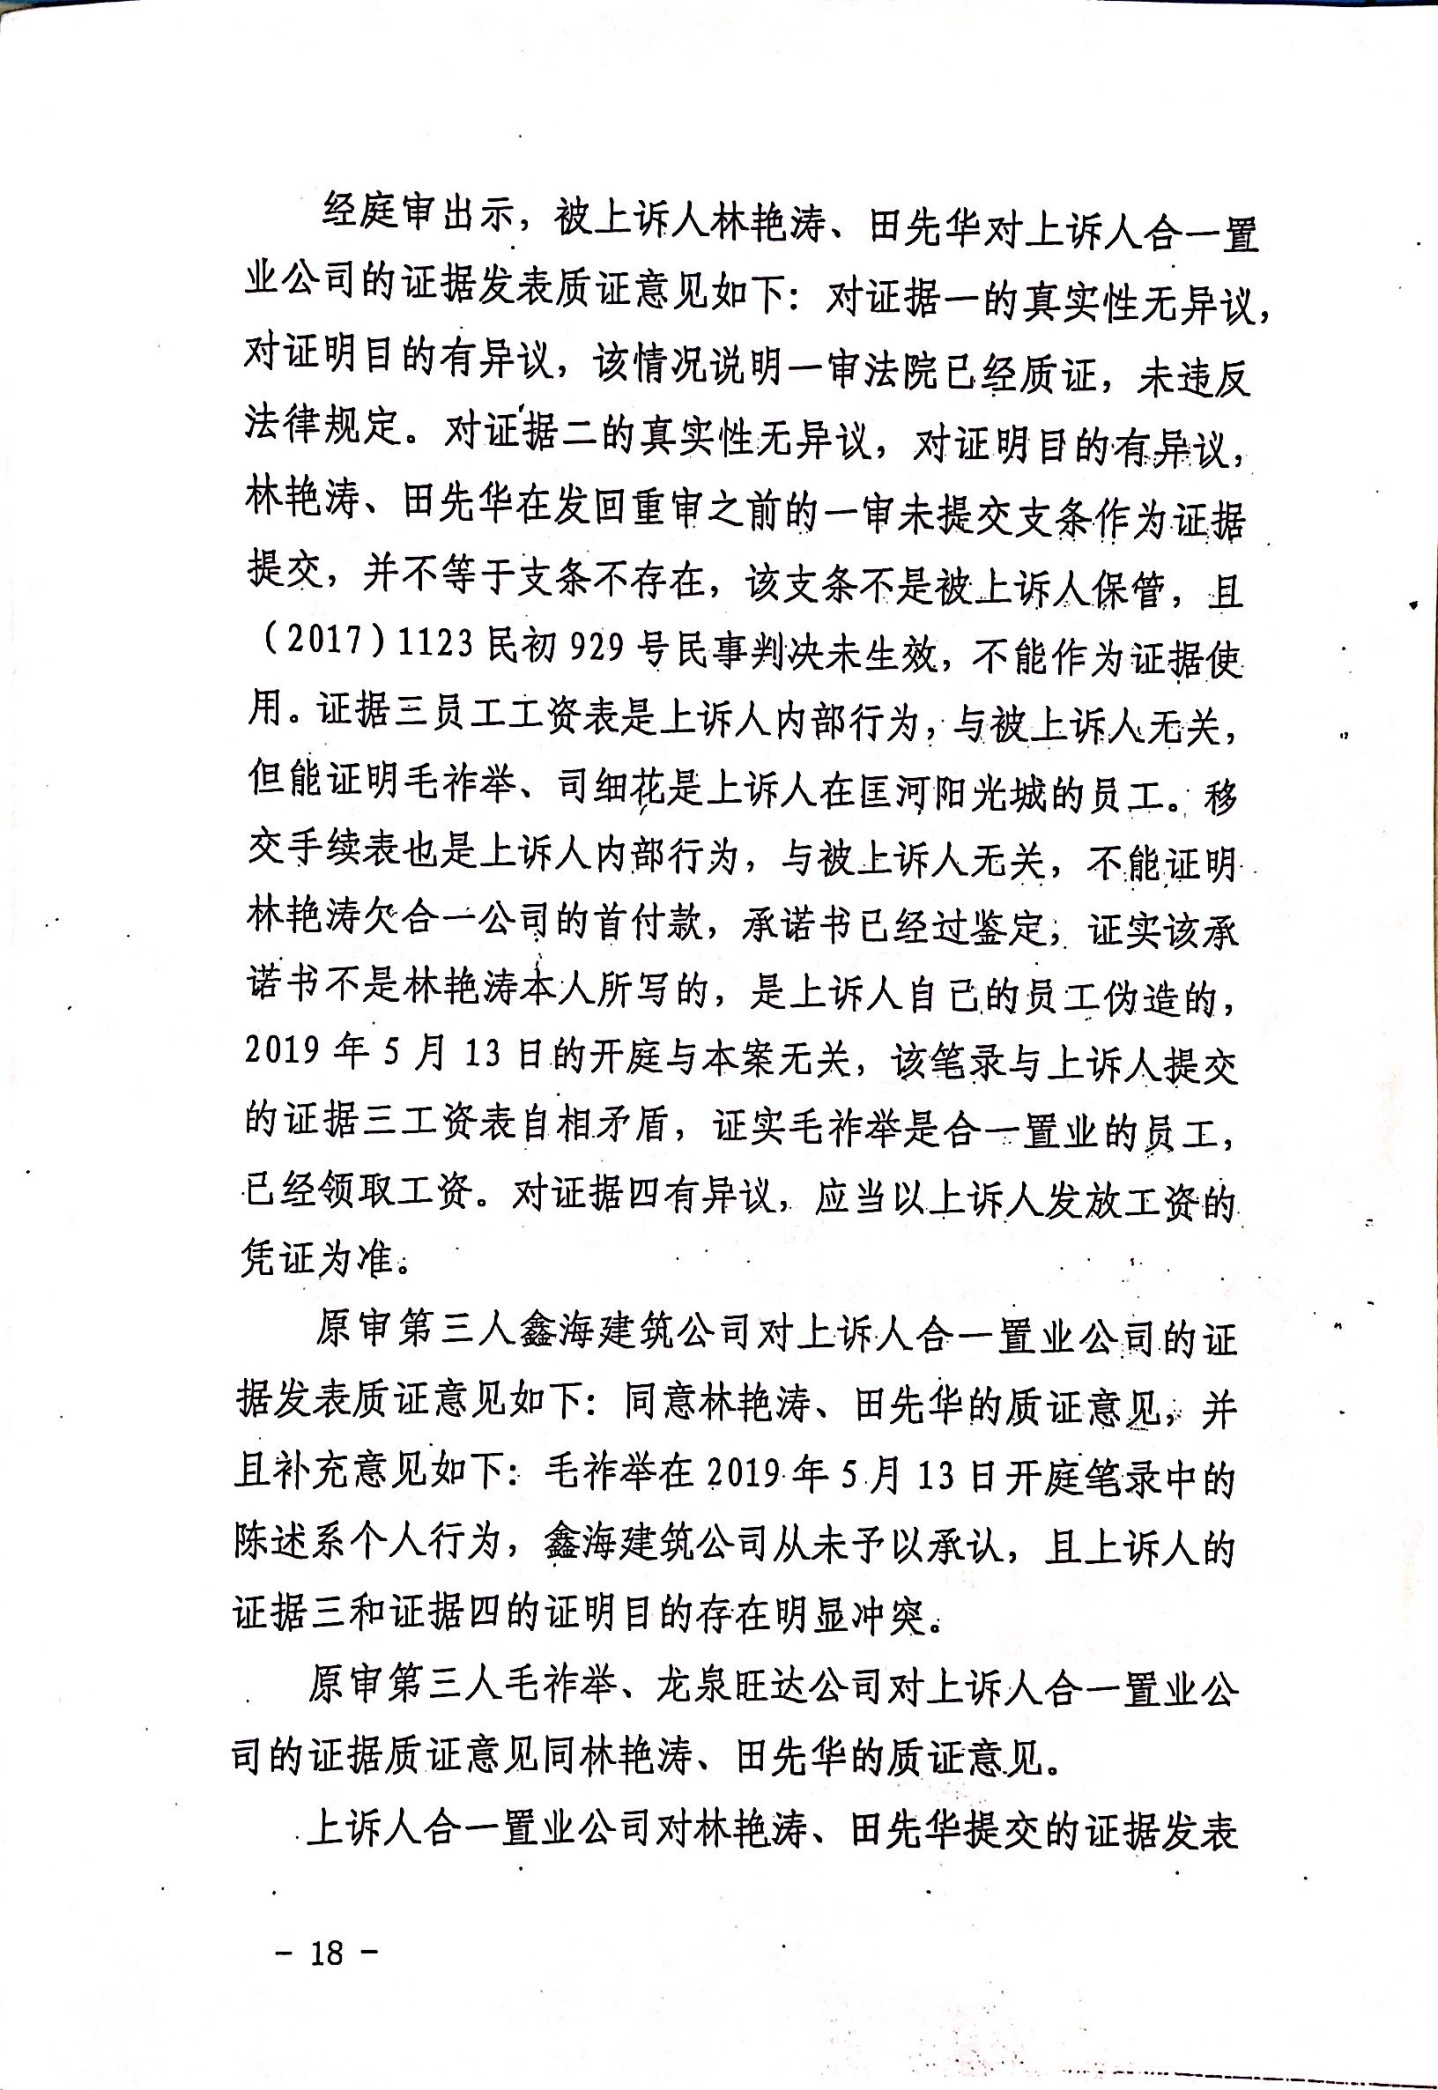 经庭审出示，被上诉人林艳涛、田先华对上诉人合一置
业公司的证据发表质证意见如下：对证据一的真实性无异议，
对证明目的有异议，该情况说明一审法院已经质证，未违反
法律规定。对证据二的真实性无异议，对证明目的有异议，
林艳涛、田先华在发回重审之前的一审未提交支条作为证据
提交，并不等于支条不存在，该支条不是被上诉人保管，且
（2017）1123 民初 929 号民事判决未生效，不能作为证据使
用。证据三员工工资表是上诉人内部行为，与被上诉人无关，
但能证明毛祚举、司细花是上诉人在匡河阳光城的员工。移
交手续表也是上诉人内部行为，与被上诉人无关，不能证明
林艳涛欠合一公司的首付款，承诺书已经过鉴定，证实该承
诺书不是林艳涛本人所写的，是上诉人自己的员工伪造的，
2019 年 5 月 13 日的开庭与本案无关，该笔录与上诉人提交
的证据三工资表自相矛盾，证实毛祚举是合一置业的员工，
已经领取工资。对证据四有异议，应当以上诉人发放工资的
凭证为准。
原审第三人鑫海建筑公司对上诉人合一置业公司的证
据发表质证意见如下：同意林艳涛、田先华的质证意见，并
且补充意见如下：毛祚举在 2019 年 5 月 13 日开庭笔录中的
陈述系个人行为，鑫海建筑公司从未予以承认，且上诉人的
证据三和证据四的证明目的存在明显冲突。
原审第三人毛祚举、龙泉旺达公司对上诉人合一置业公
司的证据质证意见同林艳涛、田先华的质证意见。
上诉人合一置业公司对林艳涛、田先华提交的证据发表
- 18 -